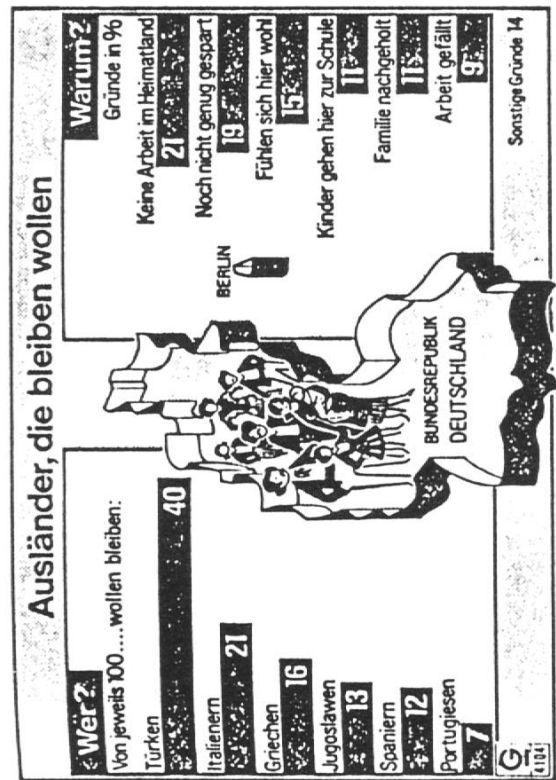 Ausländer, die bleiben wollen
Wer?
Von jeweils 100....wollen bleiben:
Türken
40
Italienern
21
Griechen
16
Jugoslawen
13
Spaniern
12
Portugiesen
7
BERLIN
BUNDESREPUBLIK
DEUTSCHLAND
Warum?
Gründe in %
Keine Arbeit im Heimatland
21
Noch nicht genug gespart
19
Fühlen sich hier wohl
15
Kinder gehen hier zur Schule
11
Familie nachgeholt
11
Arbeit gefällt
9
Sonstige Gründe 14
G
4104